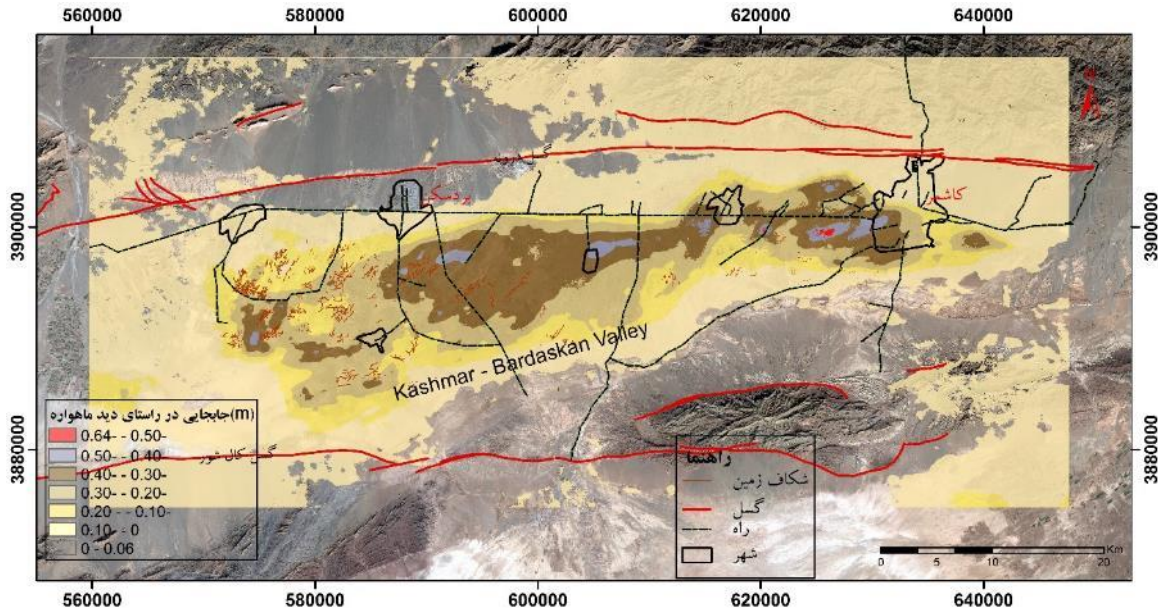 560000 580000 600000 620000 640000
3900000 3900000
3880000 3880000
بردسکن
کاشمر
Kashmar - Bardaskan Valley
جابجایی در راستای دید ماهواره(m)
0.64- - 0.50-
0.50- - 0.40-
0.40- - 0.30-
0.30- - 0.20-
0.20 - - 0.10-
0.10- - 0
0 - 0.06
گسل کال شور
راهنما
شکاف زمین
گسل
راه
شهر
Km
0 5 10 20
560000 580000 600000 620000 640000